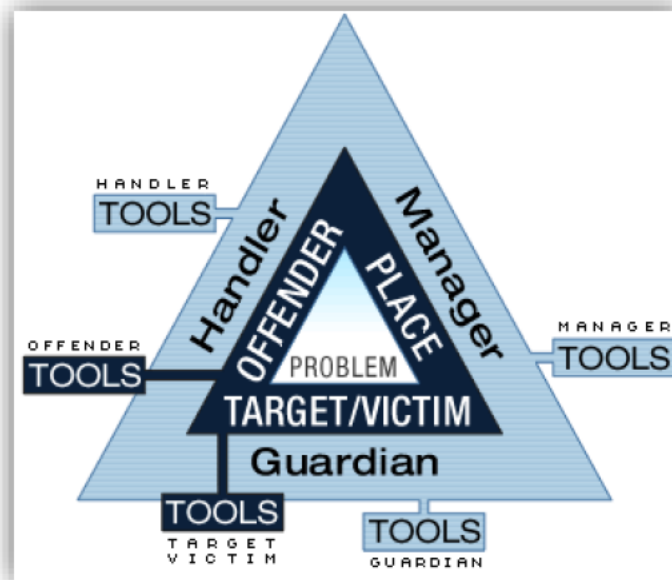 HANDLER
TOOLS
Handler
Manager
OFFENDER
PLACE
OFFENDER
TOOLS
MANAGER
TOOLS
PROBLEM
TARGET/VICTIM
Guardian
TOOLS
TARGET
VICTIM
TOOLS
GUARDIAN